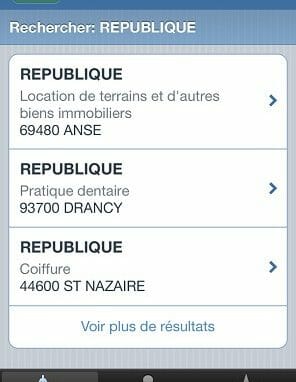 Rechercher: REPUBLIQUE
REPUBLIQUE
Location de terrains et d'autres
biens immobiliers
69480 ANSE
REPUBLIQUE
Pratique dentaire
93700 DRANCY
REPUBLIQUE
Coiffure
44600 ST NAZAIRE
Voir plus de résultats